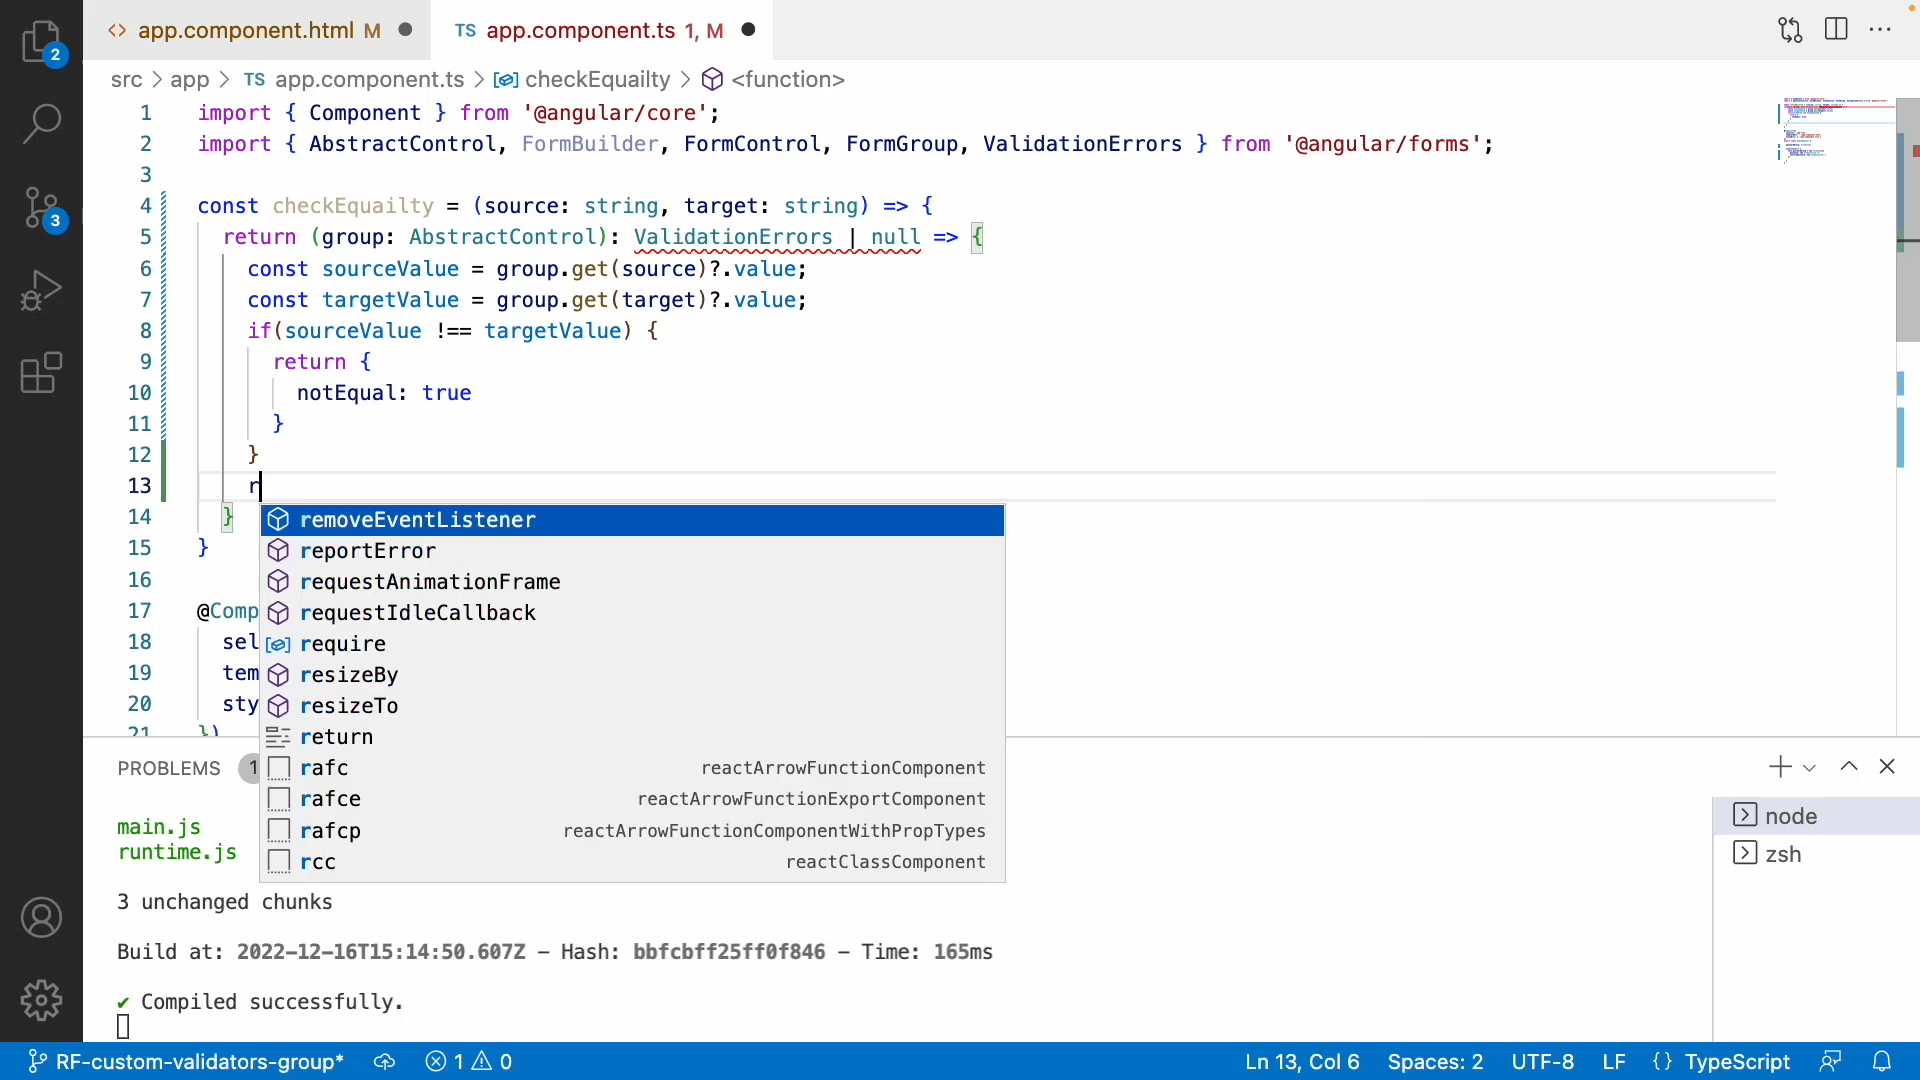 2
<> app.component.html M
TS app.component.ts 1, M
src > app > TS app.component.ts > checkEquailty > <function>
1 import { Component } from '@angular/core';
2 import { AbstractControl, FormBuilder, FormControl, FormGroup, ValidationErrors } from '@angular/forms';
3
4 const checkEquailty = (source: string, target: string) => {
5 return (group: AbstractControl): ValidationErrors | null => {
6 const sourceValue = group.get(source)?.value;
7 const targetValue = group.get(target)?.value;
8 if(sourceValue !== targetValue) {
9 return {
10 notEqual: true
11 }
12 }
13 r
14 }
15 }
16
17 @Comp
18 sel
19 tem
20 sty
21 })
3
removeEventListener
reportError
requestAnimationFrame
requestIdleCallback
require
resizeBy
resizeTo
return
rafc reactArrowFunctionComponent
rafce reactArrowFunctionExportComponent
rafcp reactArrowFunctionComponentWithPropTypes
rcc reactClassComponent
PROBLEMS 1
main.js
runtime.js
3 unchanged chunks
Build at: 2022-12-16T15:14:50.607Z - Hash: bbfcbff25ff0f846 - Time: 165ms
✔ Compiled successfully.
node
zsh
RF-custom-validators-group* 1 0
Ln 13, Col 6 Spaces: 2 UTF-8 LF {} TypeScript